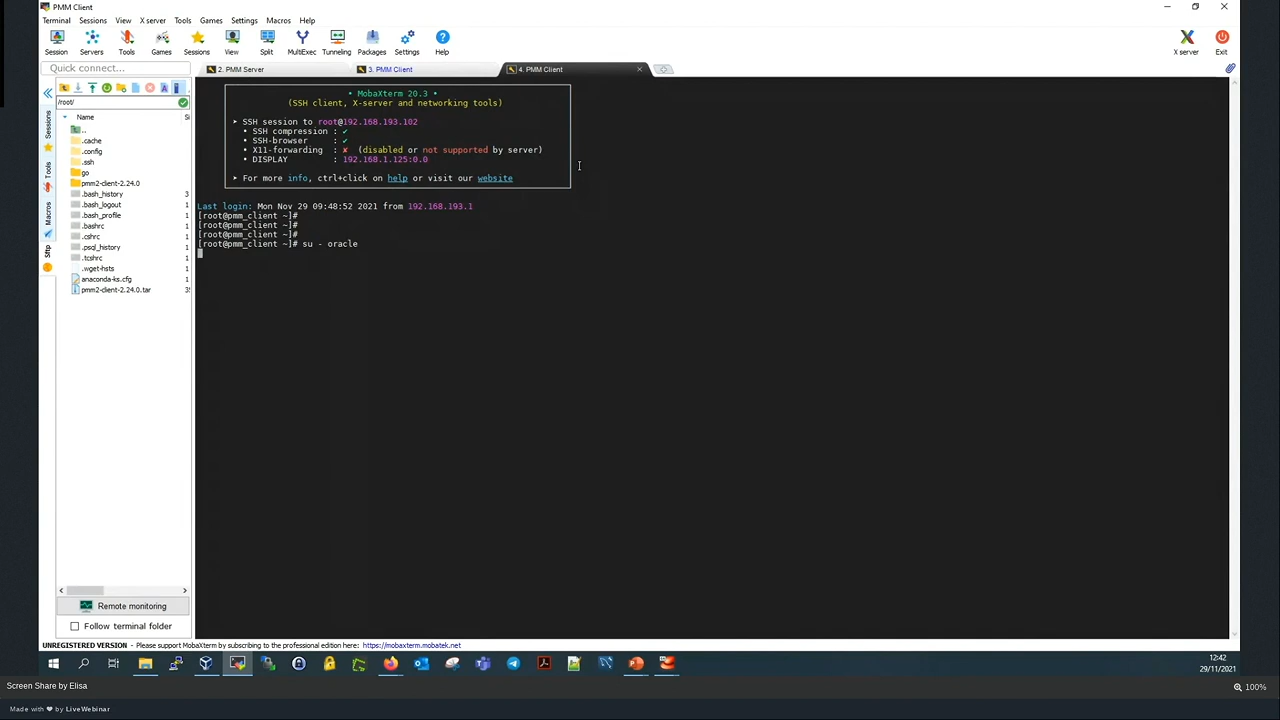 PMM Client
Terminal Sessions View X server Tools Games Settings Macros Help
Session Servers Tools Games Sessions View Split MultiExec Tunneling Packages Settings Help X server Exit
Quick connect...
2. PMM Server 3. PMM Client 4. PMM Client
/root/
Name
..
.cache
.config
.ssh
go
pmm2-client-2.24.0
.bash_history
.bash_logout
.bash_profile
.bashrc
.cshrc
.psql_history
.tcshrc
.wget-hsts
anaconda-ks.cfg
pmm2-client-2.24.0.tar
Sessions
Tools
Macros
Sftp
• MobaXterm 20.3 •
(SSH client, X-server and networking tools)
➤ SSH session to root@192.168.193.102
• SSH compression : ✔
• SSH-browser : ✔
• X11-forwarding : ✘ (disabled or not supported by server)
• DISPLAY : 192.168.1.125:0.0
➤ For more info, ctrl+click on help or visit our website
Last login: Mon Nov 29 09:48:52 2021 from 192.168.193.1
[root@pmm_client ~]#
[root@pmm_client ~]#
[root@pmm_client ~]#
[root@pmm_client ~]# su - oracle
Remote monitoring
Follow terminal folder
UNREGISTERED VERSION - Please support MobaXterm by subscribing to the professional edition here: https://mobaxterm.mobatek.net
12:42
29/11/2021
Screen Share by Elisa
100%
Made with ❤ by LiveWebinar